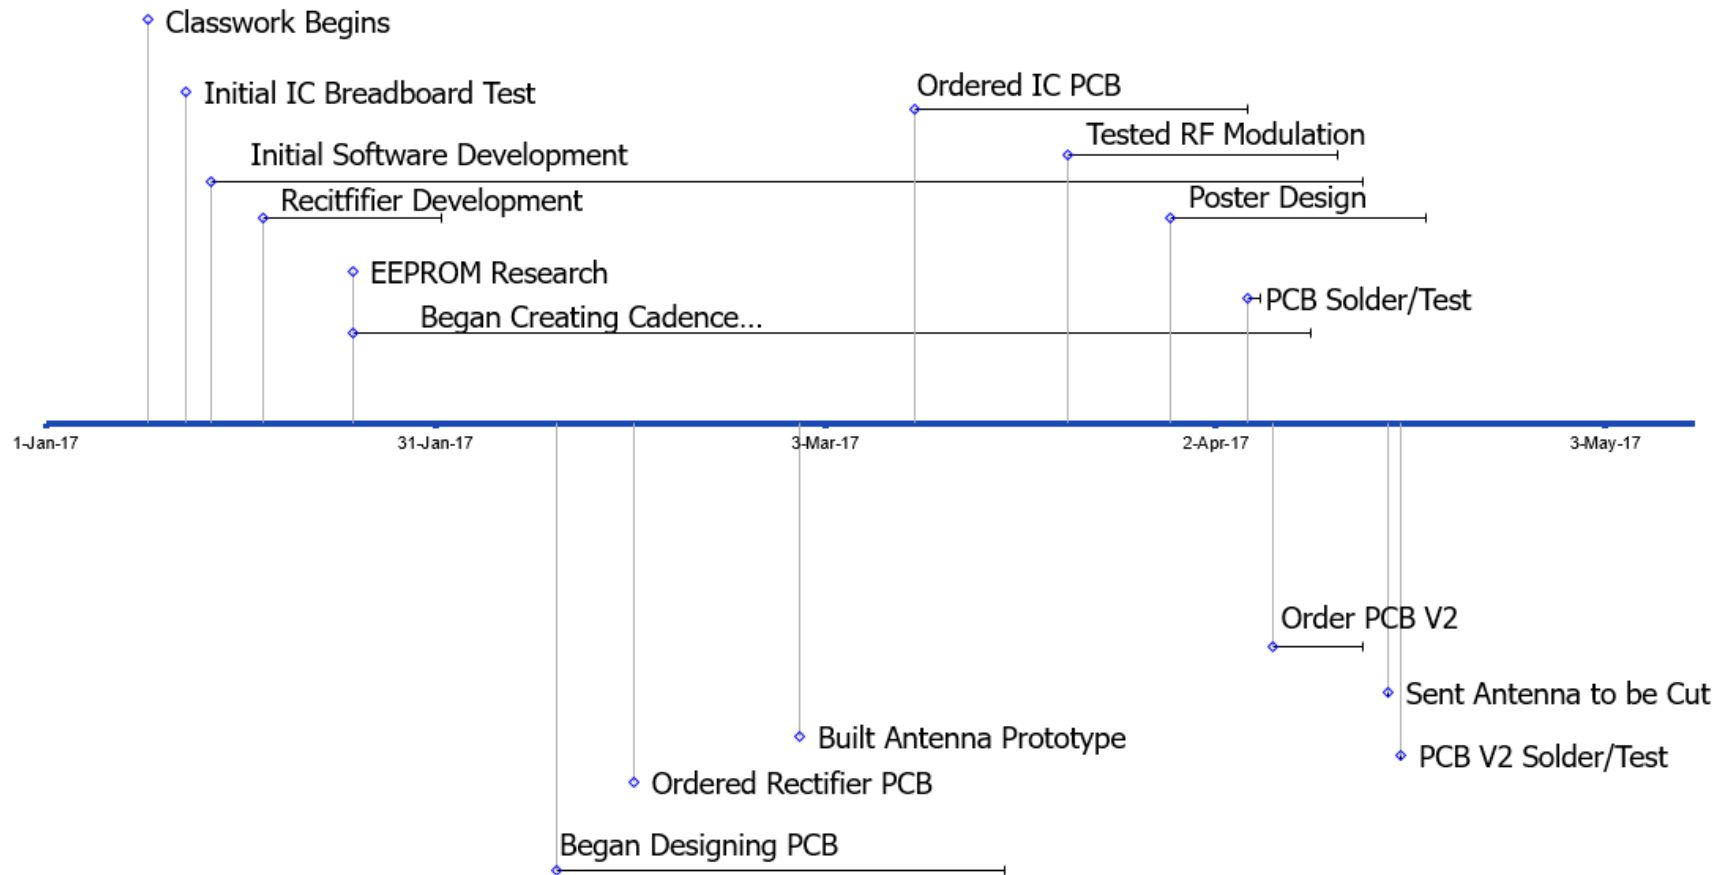 Classwork Begins
Initial IC Breadboard Test
Ordered IC PCB
Tested RF Modulation
Initial Software Development
Recitfifier Development
Poster Design
EEPROM Research
PCB Solder/Test
Began Creating Cadence...
1-Jan-17
31-Jan-17
3-Mar-17
2-Apr-17
3-May-17
Order PCB V2
Sent Antenna to be Cut
Built Antenna Prototype
PCB V2 Solder/Test
Ordered Rectifier PCB
Began Designing PCB